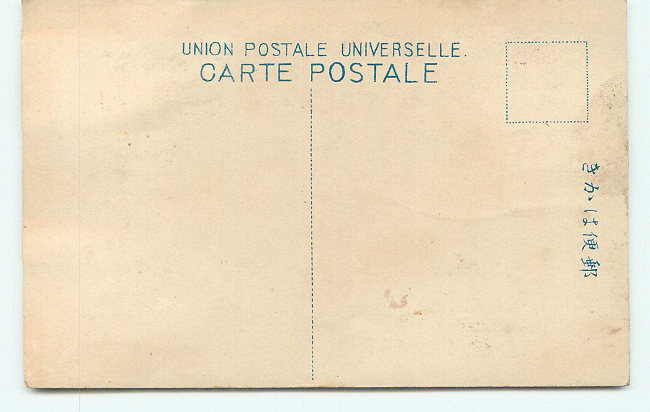 UNION POSTALE UNIVERSELLE.
CARTE POSTALE
郵便はかき